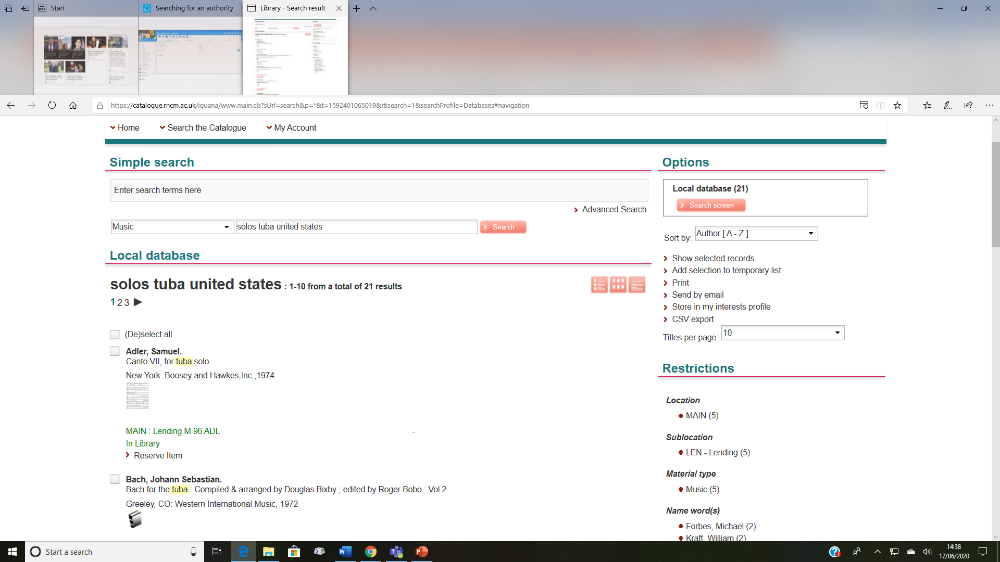 Start
Searching for an authority
Library - Search result
https://catalogue.rncm.ac.uk/iguana/www.main.cls?sUrl=search&p=*&t=1592401065019&rtisearch=1&searchProfile=Databases#navigation
Home
Search the Catalogue
My Account
Simple search
Enter search terms here
Advanced Search
Music
solos tuba united states
Search
Local database
solos tuba united states : 1-10 from a total of 21 results
1 2 3
(De)select all
Adler, Samuel.
Canto VII, for tuba solo.
New York :Boosey and Hawkes,Inc.,1974.
MAIN : Lending M 96 ADL -
In Library
Reserve Item
Bach, Johann Sebastian.
Bach for the tuba : Compiled & arranged by Douglas Bixby ; edited by Roger Bobo : Vol.2
Greeley, CO: Western International Music, 1972
Options
Local database (21)
Search screen
Sort by: Author [ A - Z ]
Show selected records
Add selection to temporary list
Print
Send by email
Store in my interests profile
CSV export
Titles per page: 10
Restrictions
Location
MAIN (5)
Sublocation
LEN - Lending (5)
Material type
Music (5)
Name word(s)
Forbes, Michael (2)
Kraft, William (2)
Start a search
14:38
17/06/2020